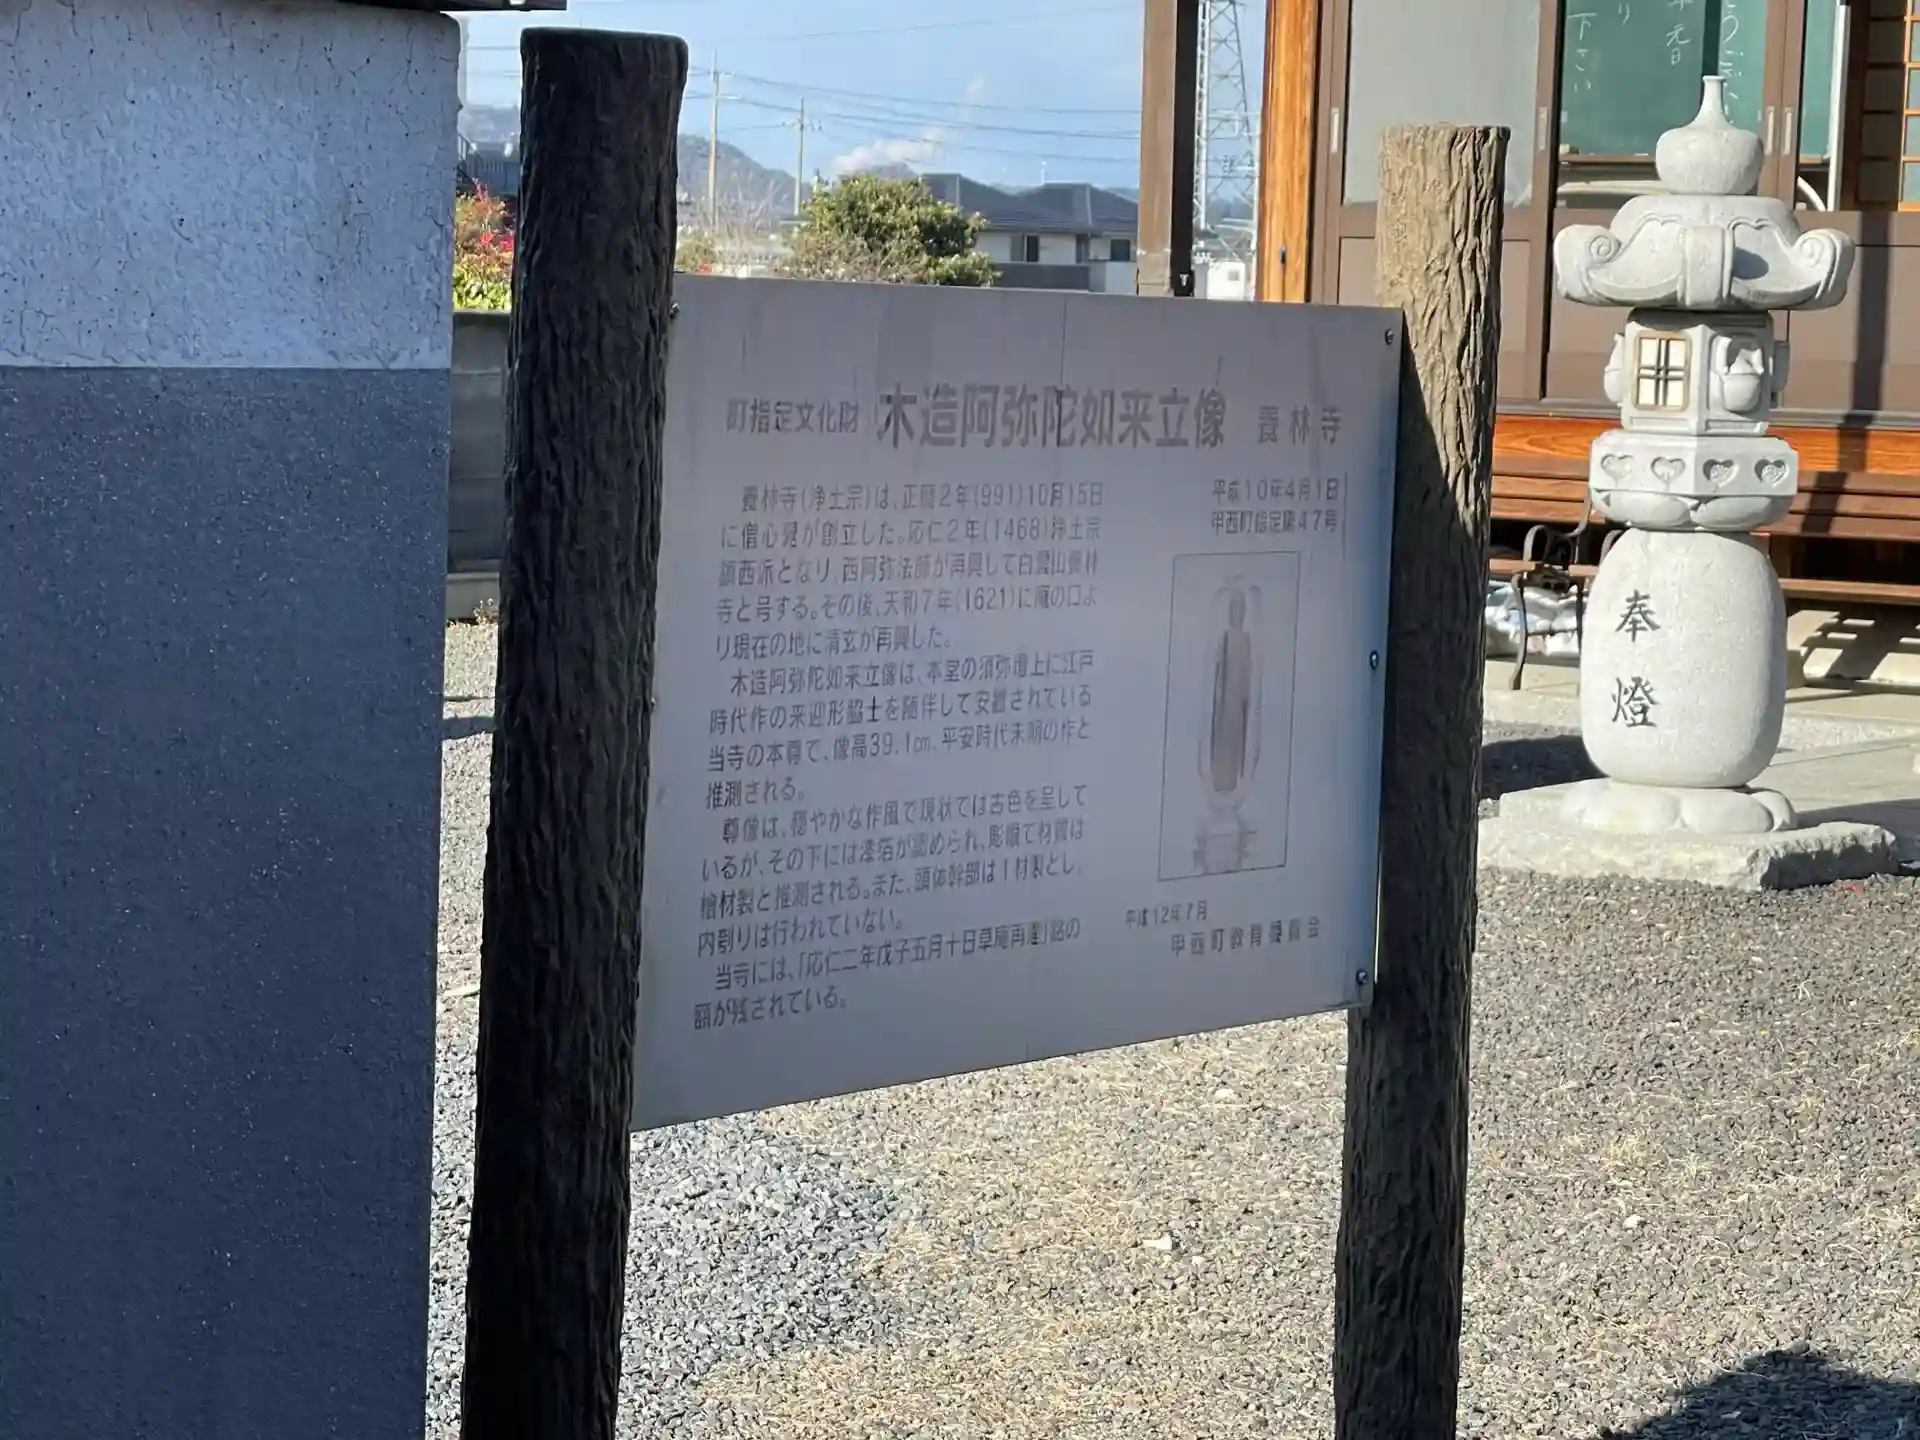 町指定文化財 木造阿弥陀如来立像 養林寺
平成10年4月1日
甲西町指定第47号
養林寺(浄土宗)は、正暦2年(991)10月15日
に僧心晃が創立した。応仁2年(1468)浄土宗
鎮西派となり、西阿弥法師が再興して白雲山養林
寺と号する。その後、天和7年(1621)に庵の口よ
り現在の地に清玄が再興した。
木造阿弥陀如来立像は、本堂の須弥壇上に江戸
時代作の来迎形脇士を随伴して安置されている
当寺の本尊で、像高39.1㎝、平安時代末期の作と
推測される。
尊像は、穏やかな作風で現状では古色を呈して
いるが、その下には漆箔が認められ、彫眼で材質は
檜材製と推測される。また、頭体幹部は1材製とし、
内刳りは行われていない。
当寺には、「応仁二年戊子五月十日草庵再建」銘の
額が残されている。
平成12年7月
甲西町教育委員会
奉燈
年元日
下さい